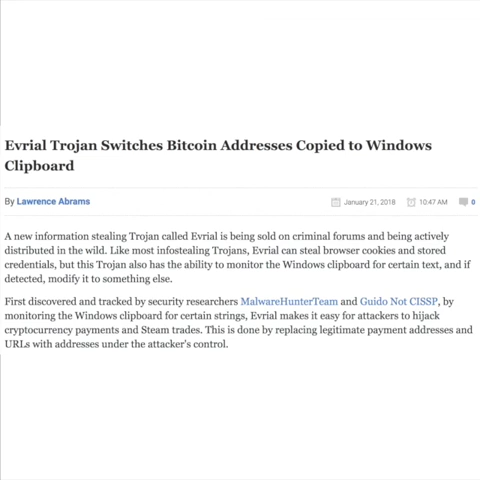 Evrial Trojan Switches Bitcoin Addresses Copied to Windows
Clipboard
By Lawrence Abrams
January 21, 2018
10:47 AM
0
A new information stealing Trojan called Evrial is being sold on criminal forums and being actively
distributed in the wild. Like most infostealing Trojans, Evrial can steal browser cookies and stored
credentials, but this Trojan also has the ability to monitor the Windows clipboard for certain text, and if
detected, modify it to something else.
First discovered and tracked by security researchers MalwareHunterTeam and Guido Not CISSP, by
monitoring the Windows clipboard for certain strings, Evrial makes it easy for attackers to hijack
cryptocurrency payments and Steam trades. This is done by replacing legitimate payment addresses and
URLs with addresses under the attacker's control.